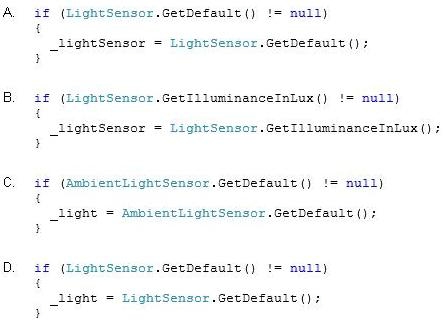 A. if (LightSensor.GetDefault() != null)
{
_lightSensor = LightSensor.GetDefault();
}
B. if (LightSensor.GetIlluminanceInLux() != null)
{
_lightSensor = LightSensor.GetIlluminanceInLux();
}
C. if (AmbientLightSensor.GetDefault() != null)
{
_light = AmbientLightSensor.GetDefault();
}
D. if (LightSensor.GetDefault() != null)
{
_light = LightSensor.GetDefault();
}